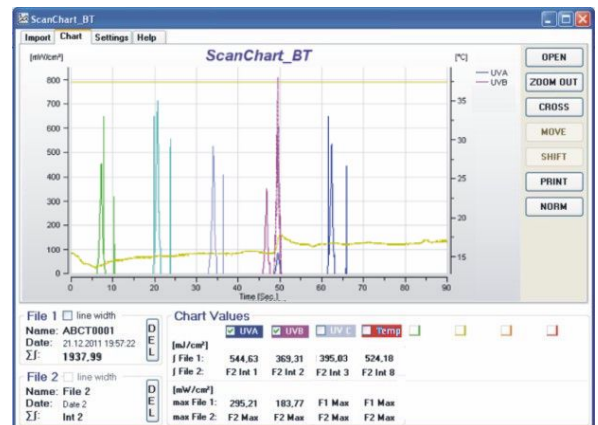 ScanChart_BT
Import Chart Settings Help
ScanChart_BT
[mW/cm²]
[°C]
UVA
UVB
800
700
600
500
400
300
200
100
0
35
30
25
20
15
0 10 20 30 40 50 60 70 80 90
Time [Sec.]
OPEN
ZOOM OUT
CROSS
MOVE
SHIFT
PRINT
NORM
File 1 line width
Name: ABCT0001
Date: 21.12.2011 19:57:22
∑∫: 1937,99
DEL
File 2 line width
Name: File 2
Date: Date 2
∑∫: Int 2
DEL
Chart Values
UVA UVB UV C Temp
[mJ/cm²]
∫ File 1: 544,63 369,31 395,03 524,18
∫ File 2: F2 Int 1 F2 Int 2 F2 Int 3 F2 Int 8
[mW/cm²]
max File 1: 295,21 183,77 F1 Max F1 Max
max File 2: F2 Max F2 Max F2 Max F2 Max